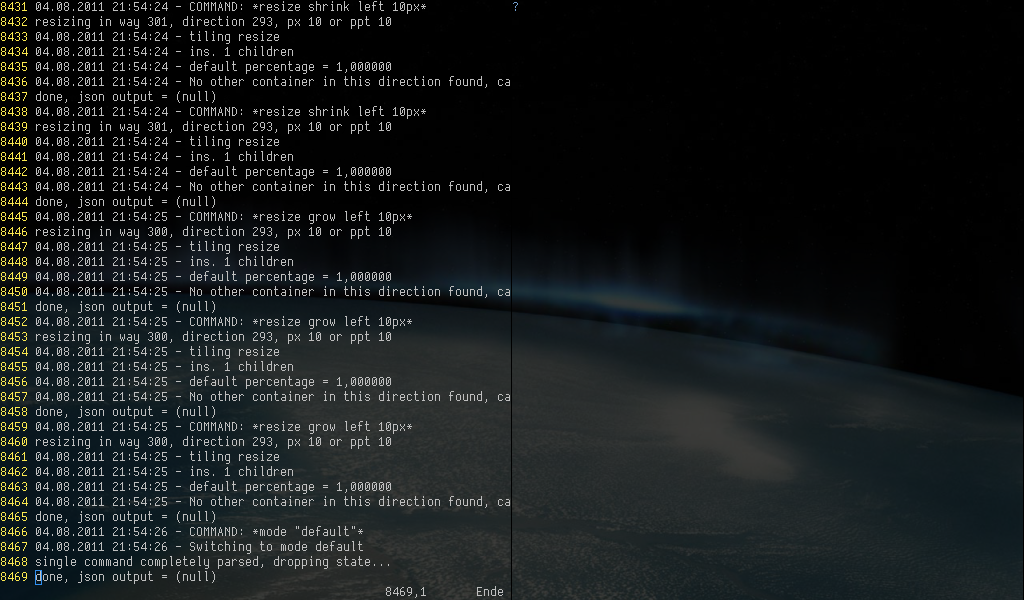 8431 04.08.2011 21:54:24 - COMMAND: *resize shrink left 10px*
?
8432 resizing in way 301, direction 293, px 10 or ppt 10
8433 04.08.2011 21:54:24 - tiling resize
8434 04.08.2011 21:54:24 - ins. 1 children
8435 04.08.2011 21:54:24 - default percentage = 1,000000
8436 04.08.2011 21:54:24 - No other container in this direction found, ca
8437 done, json output = (null)
8438 04.08.2011 21:54:24 - COMMAND: *resize shrink left 10px*
8439 resizing in way 301, direction 293, px 10 or ppt 10
8440 04.08.2011 21:54:24 - tiling resize
8441 04.08.2011 21:54:24 - ins. 1 children
8442 04.08.2011 21:54:24 - default percentage = 1,000000
8443 04.08.2011 21:54:24 - No other container in this direction found, ca
8444 done, json output = (null)
8445 04.08.2011 21:54:25 - COMMAND: *resize grow left 10px*
8446 resizing in way 300, direction 293, px 10 or ppt 10
8447 04.08.2011 21:54:25 - tiling resize
8448 04.08.2011 21:54:25 - ins. 1 children
8449 04.08.2011 21:54:25 - default percentage = 1,000000
8450 04.08.2011 21:54:25 - No other container in this direction found, ca
8451 done, json output = (null)
8452 04.08.2011 21:54:25 - COMMAND: *resize grow left 10px*
8453 resizing in way 300, direction 293, px 10 or ppt 10
8454 04.08.2011 21:54:25 - tiling resize
8455 04.08.2011 21:54:25 - ins. 1 children
8456 04.08.2011 21:54:25 - default percentage = 1,000000
8457 04.08.2011 21:54:25 - No other container in this direction found, ca
8458 done, json output = (null)
8459 04.08.2011 21:54:25 - COMMAND: *resize grow left 10px*
8460 resizing in way 300, direction 293, px 10 or ppt 10
8461 04.08.2011 21:54:25 - tiling resize
8462 04.08.2011 21:54:25 - ins. 1 children
8463 04.08.2011 21:54:25 - default percentage = 1,000000
8464 04.08.2011 21:54:25 - No other container in this direction found, ca
8465 done, json output = (null)
8466 04.08.2011 21:54:26 - COMMAND: *mode "default"*
8467 04.08.2011 21:54:26 - Switching to mode default
8468 single command completely parsed, dropping state...
8469 done, json output = (null)
8469,1 Ende